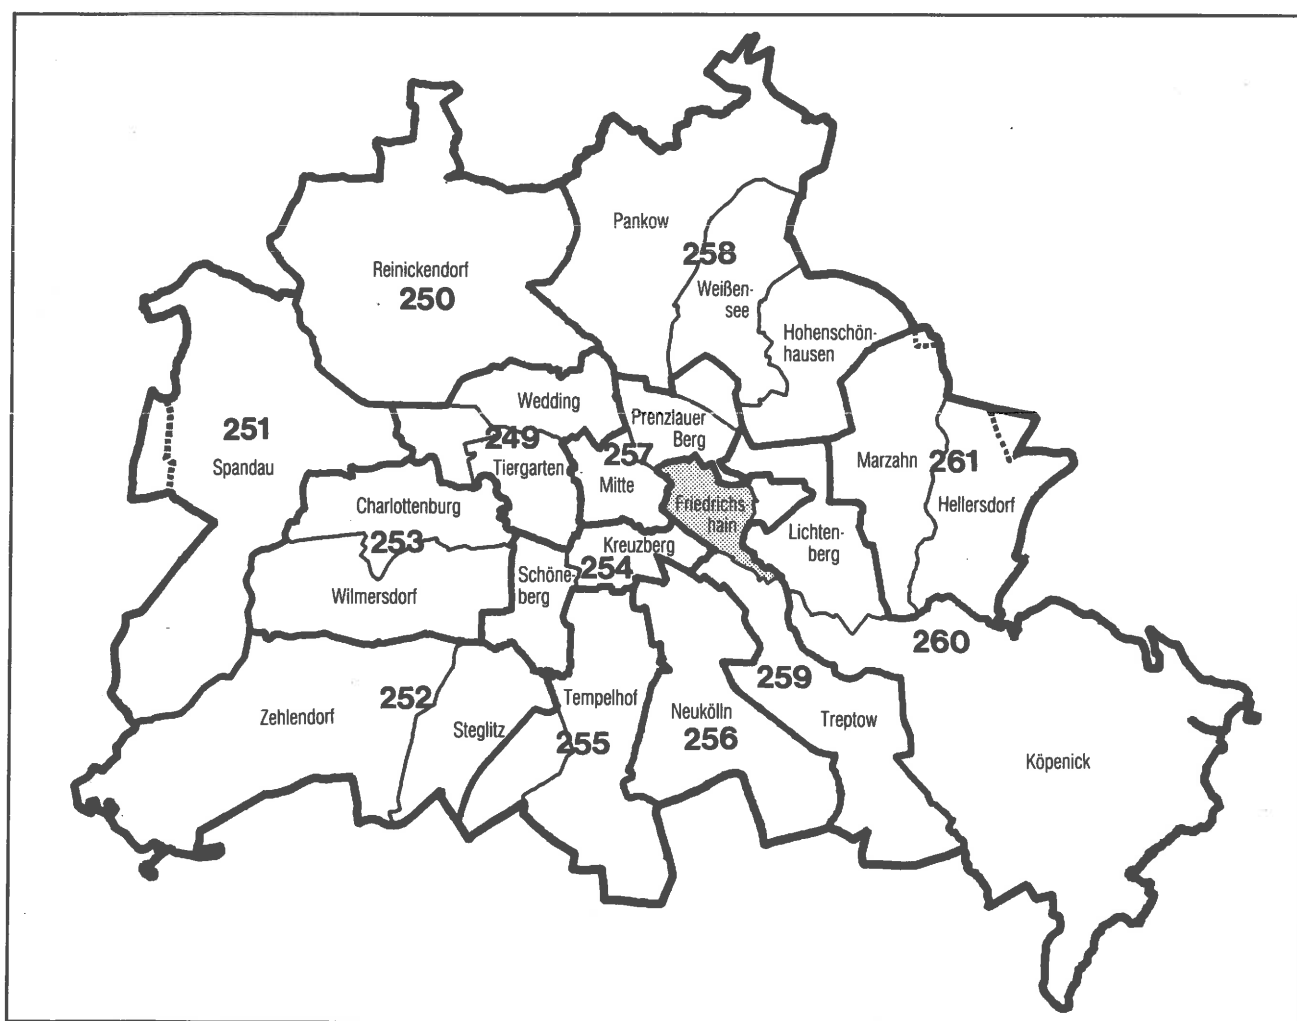 Pankow
258
Reinickendorf
250
Weißen-
see
Hohenschön-
hausen
Wedding
Prenzlauer
Berg
251
Spandau
249
Tiergarten
257
Mitte
Marzahn
261
Hellersdorf
Charlottenburg
253
Friedrichs
hain
Lichten-
berg
Kreuzberg
254
Schöne-
berg
Wilmersdorf
260
259
252
Zehlendorf
Steglitz
Tempelhof
255
Neukölln
256
Treptow
Köpenick